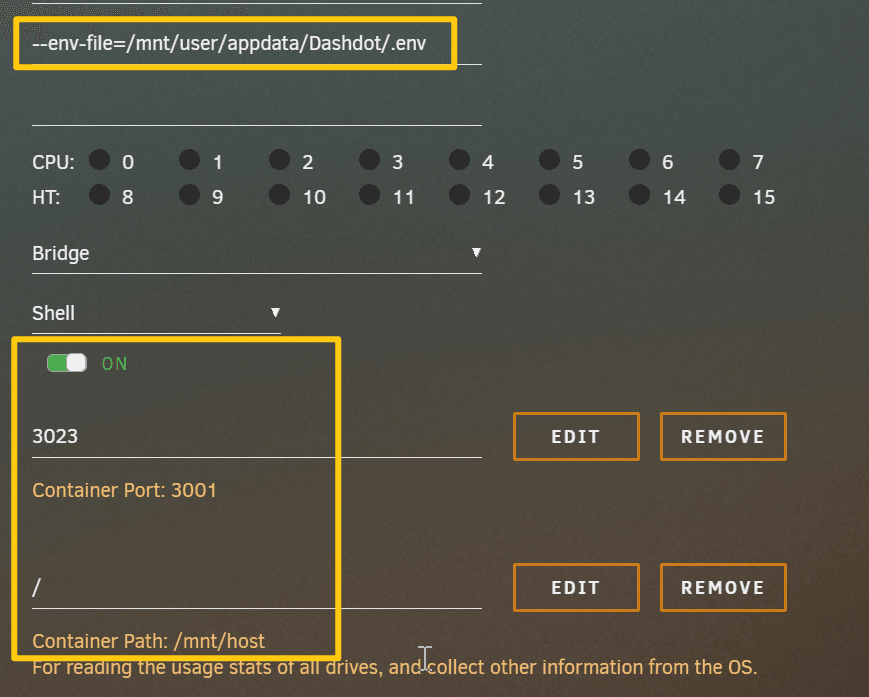 --env-file=/mnt/user/appdata/Dashdot/.env
CPU: 0 1 2 3 4 5 6 7
HT: 8 9 10 11 12 13 14 15
Bridge
Shell
ON
3023 EDIT REMOVE
Container Port: 3001
/ EDIT REMOVE
Container Path: /mnt/host
For reading the usage stats of all drives, and collect other information from the OS.